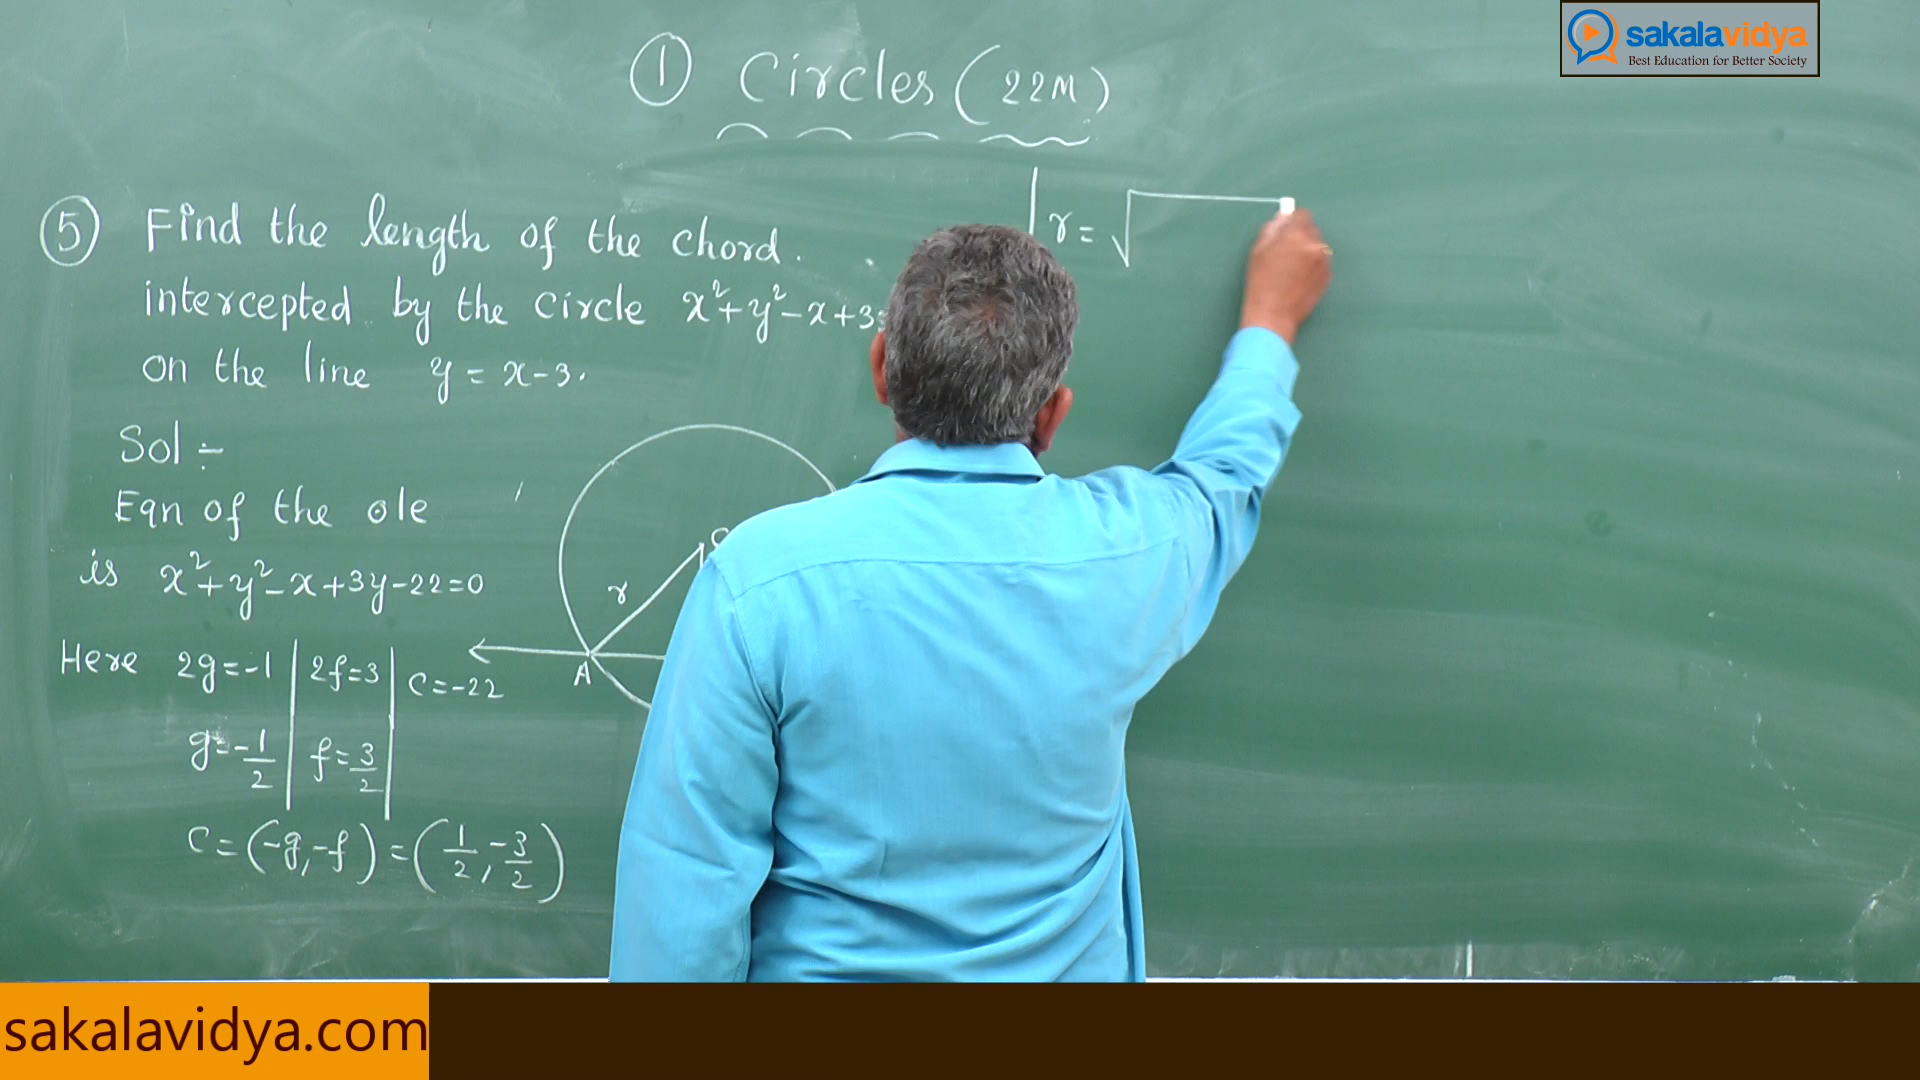 sakalavidya
Best Education for Better Society
① Circles (22M)
⑤ Find the length of the chord.
intercepted by the circle x²+y²-x+3
on the line y = x-3.
Sol ÷
Eqn of the ole
is x²+y²-x+3y-22=0
Here 2g=-1 | 2f=3 | c=-22
g=-1/2 | f=3/2
c=(-g,-f)=(1/2,-3/2)
r
A
r = √
sakalavidya.com